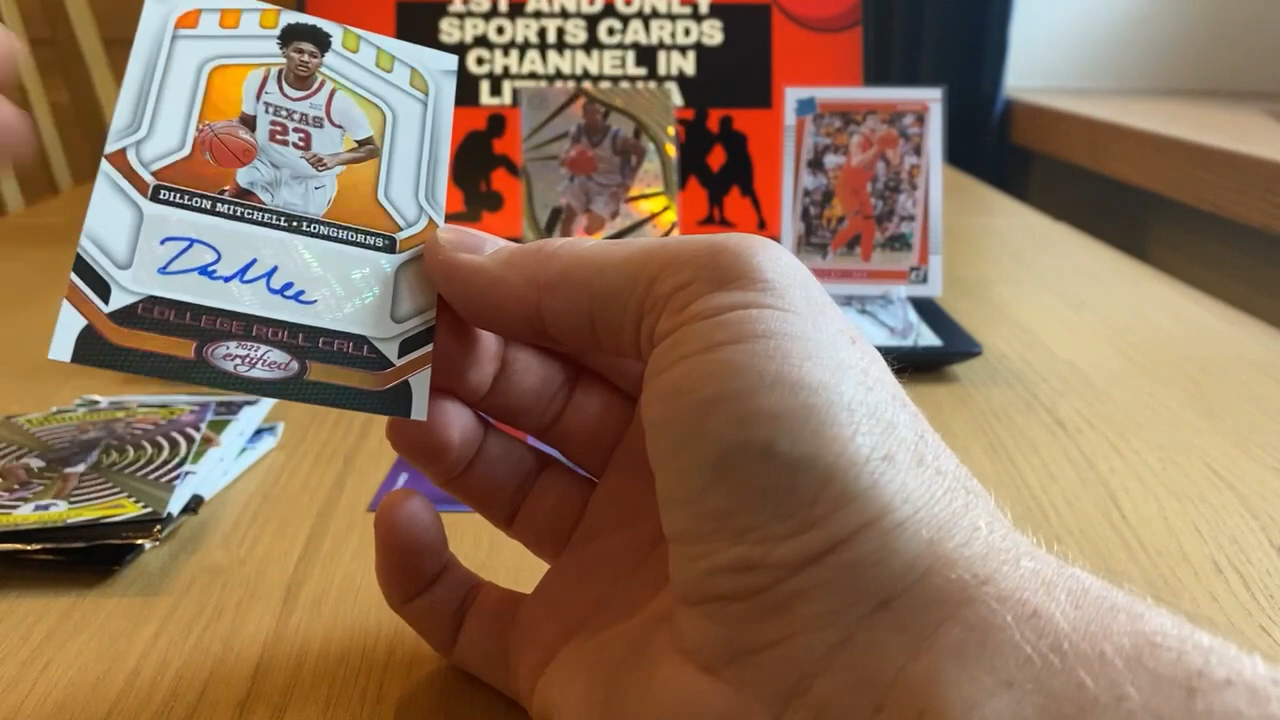 1ST AND ONLY
SPORTS CARDS
CHANNEL IN
TEXAS
23
DILLON MITCHELL • LONGHORNS
COLLEGE ROLL CALL
2022
Certified